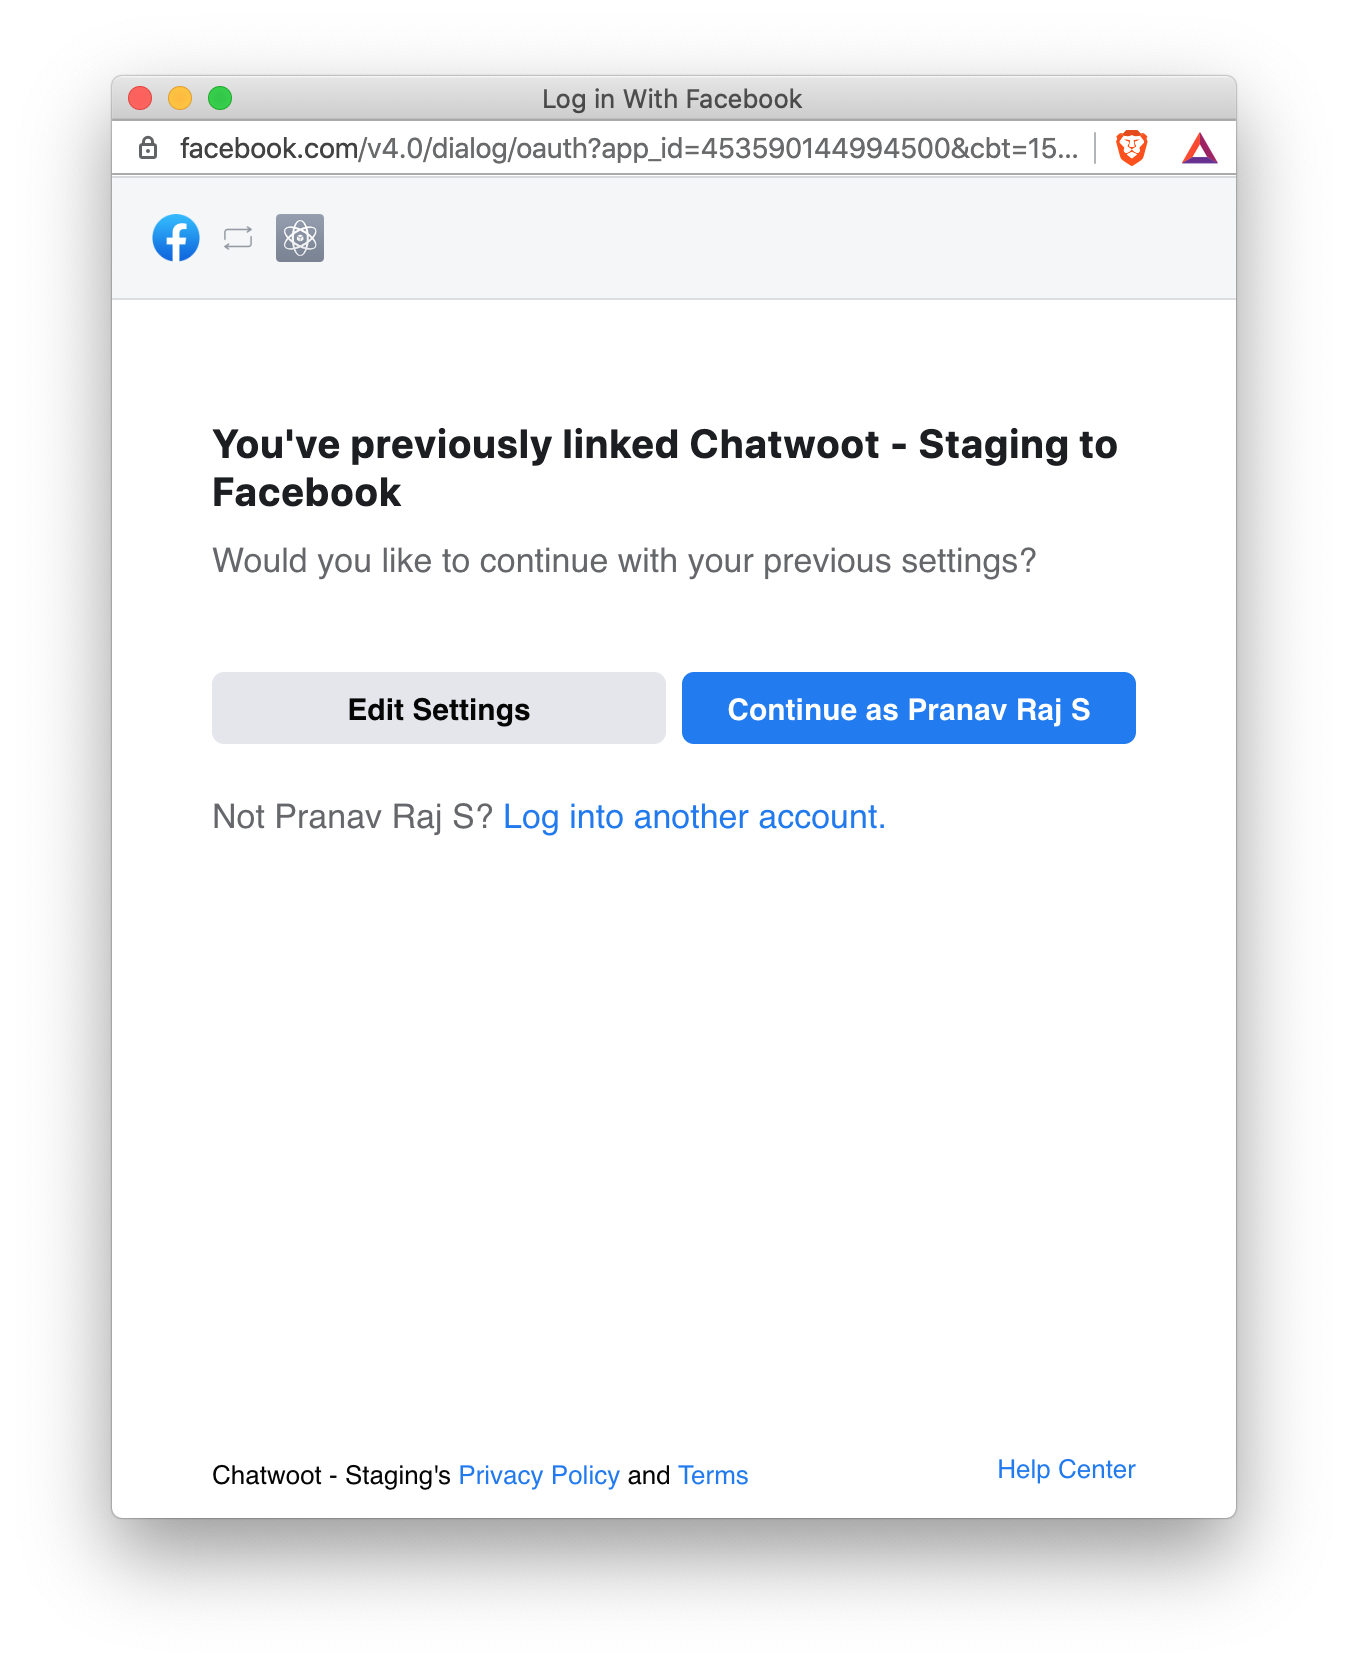 Log in With Facebook
facebook.com/v4.0/dialog/oauth?app_id=453590144994500&cbt=15...
You've previously linked Chatwoot - Staging to
Facebook
Would you like to continue with your previous settings?
Edit Settings
Continue as Pranav Raj S
Not Pranav Raj S? Log into another account.
Chatwoot - Staging's Privacy Policy and Terms
Help Center